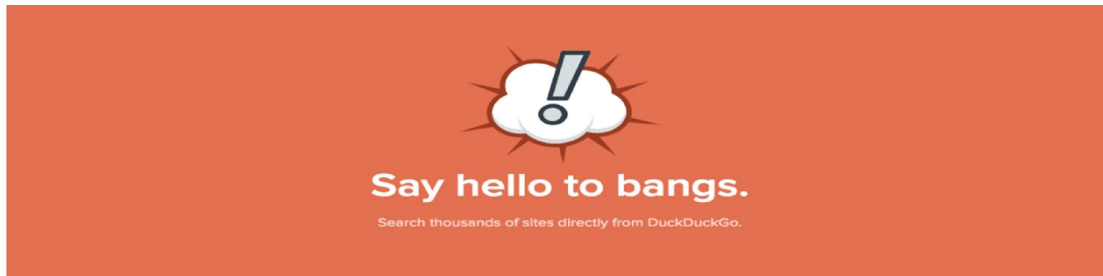 !
Say hello to bangs.
Search thousands of sites directly from DuckDuckGo.